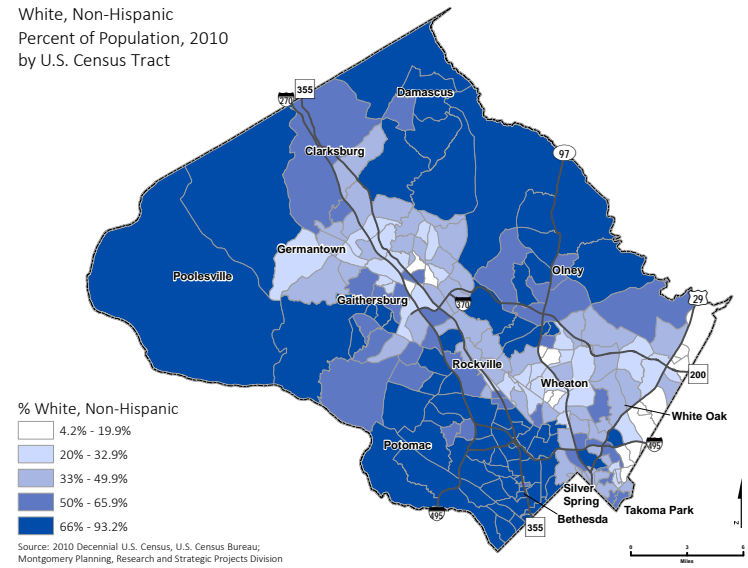 White, Non-Hispanic
Percent of Population, 2010
by U.S. Census Tract
355
270
Damascus
Clarksburg
97
Germantown
Poolesville
Olney
Gaithersburg
370
29
Rockville
Wheaton
200
White Oak
Potomac
495
Silver
Spring
Takoma Park
Bethesda
495
355
% White, Non-Hispanic
4.2% - 19.9%
20% - 32.9%
33% - 49.9%
50% - 65.9%
66% - 93.2%
Source: 2010 Decennial U.S. Census, U.S. Census Bureau;
Montgomery Planning, Research and Strategic Projects Division
Z
0 3 6
Miles